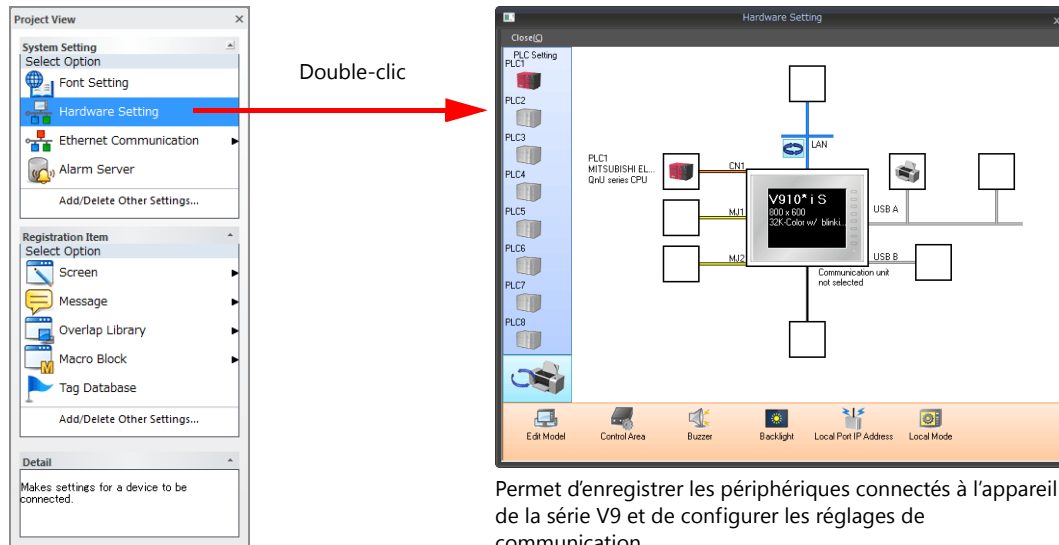 Project View
System Setting
Select Option
Font Setting
Hardware Setting
Ethernet Communication
Alarm Server
Add/Delete Other Settings...
Registration Item
Select Option
Screen
Message
Overlap Library
Macro Block
Tag Database
Add/Delete Other Settings...
Detail
Makes settings for a device to be
connected.
Double-clic
Hardware Setting
Close(C)
PLC Setting
PLC1
PLC2
PLC3
PLC4
PLC5
PLC6
PLC7
PLC8
LAN
PLC1
MITSUBISHI EL...
QnU series CPU
CN1
MJ1
MJ2
V910*iS
800 x 600
32K-Color w/ blinki...
USB A
USB B
Communication unit
not selected
Edit Model
Control Area
Buzzer
Backlight
Local Port IP Address
Local Mode
Permet d'enregistrer les périphériques connectés à l'appareil
de la série V9 et de configurer les réglages de
communication